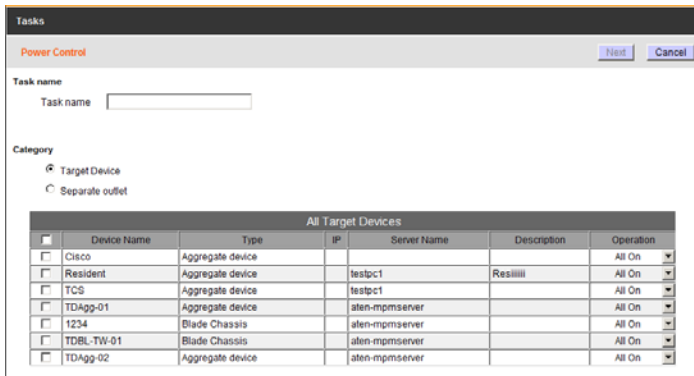 Tasks
Power Control Next Cancel
Task name
Task name
Category
Target Device
Separate outlet
All Target Devices
Device Name Type IP Server Name Description Operation
Cisco Aggregate device All On
Resident Aggregate device testpc1 Resiiiiii All On
TCS Aggregate device testpc1 All On
TDAgg-01 Aggregate device aten-mpmserver All On
1234 Blade Chassis aten-mpmserver All On
TDBL-TW-01 Blade Chassis aten-mpmserver All On
TDAgg-02 Aggregate device aten-mpmserver All On